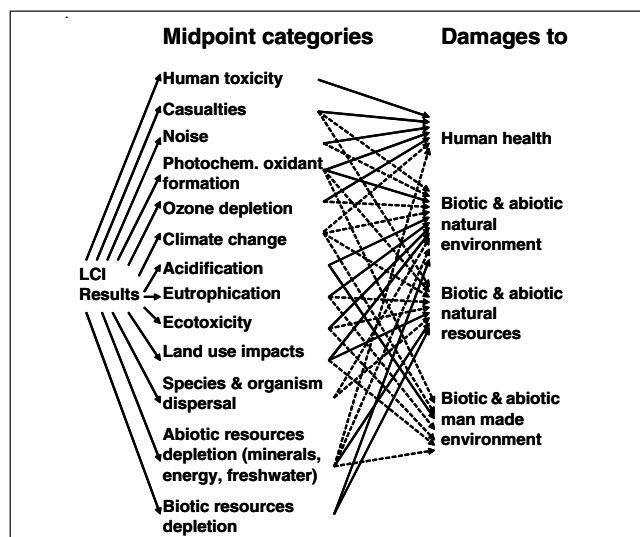 Midpoint categories
Damages to
Human toxicity
Casualties
Noise
Photochem. oxidant
formation
Ozone depletion
Climate change
Acidification
Eutrophication
Ecotoxicity
Land use impacts
Species & organism
dispersal
Abiotic resources
depletion (minerals,
energy, freshwater)
Biotic resources
depletion
LCI
Results
Human health
Biotic & abiotic
natural
environment
Biotic & abiotic
natural
resources
Biotic & abiotic
man made
environment